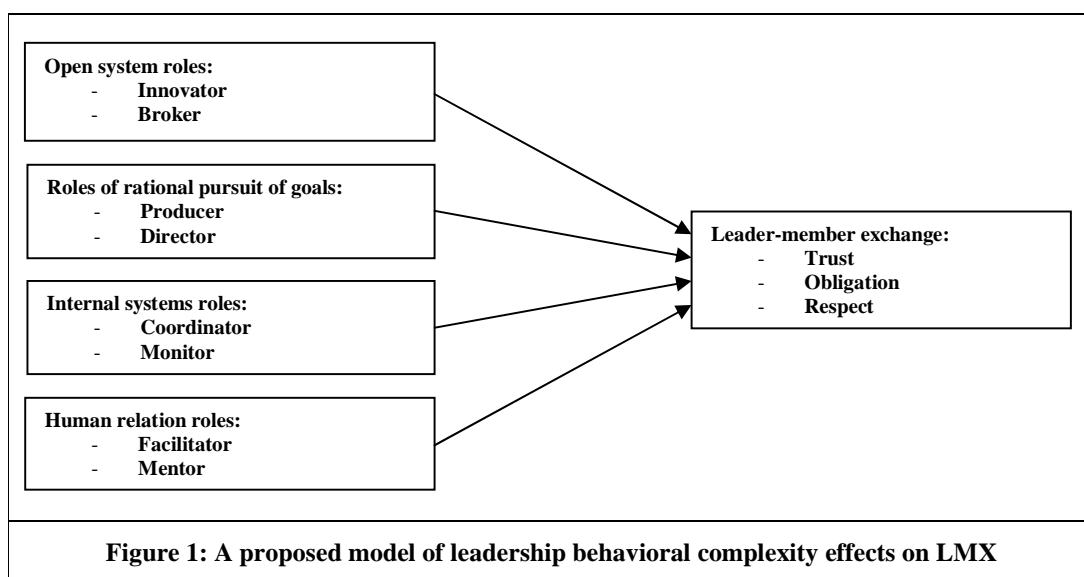 Open system roles:
- Innovator
- Broker
Roles of rational pursuit of goals:
- Producer
- Director
Internal systems roles:
- Coordinator
- Monitor
Human relation roles:
- Facilitator
- Mentor
Leader-member exchange:
- Trust
- Obligation
- Respect
Figure 1: A proposed model of leadership behavioral complexity effects on LMX